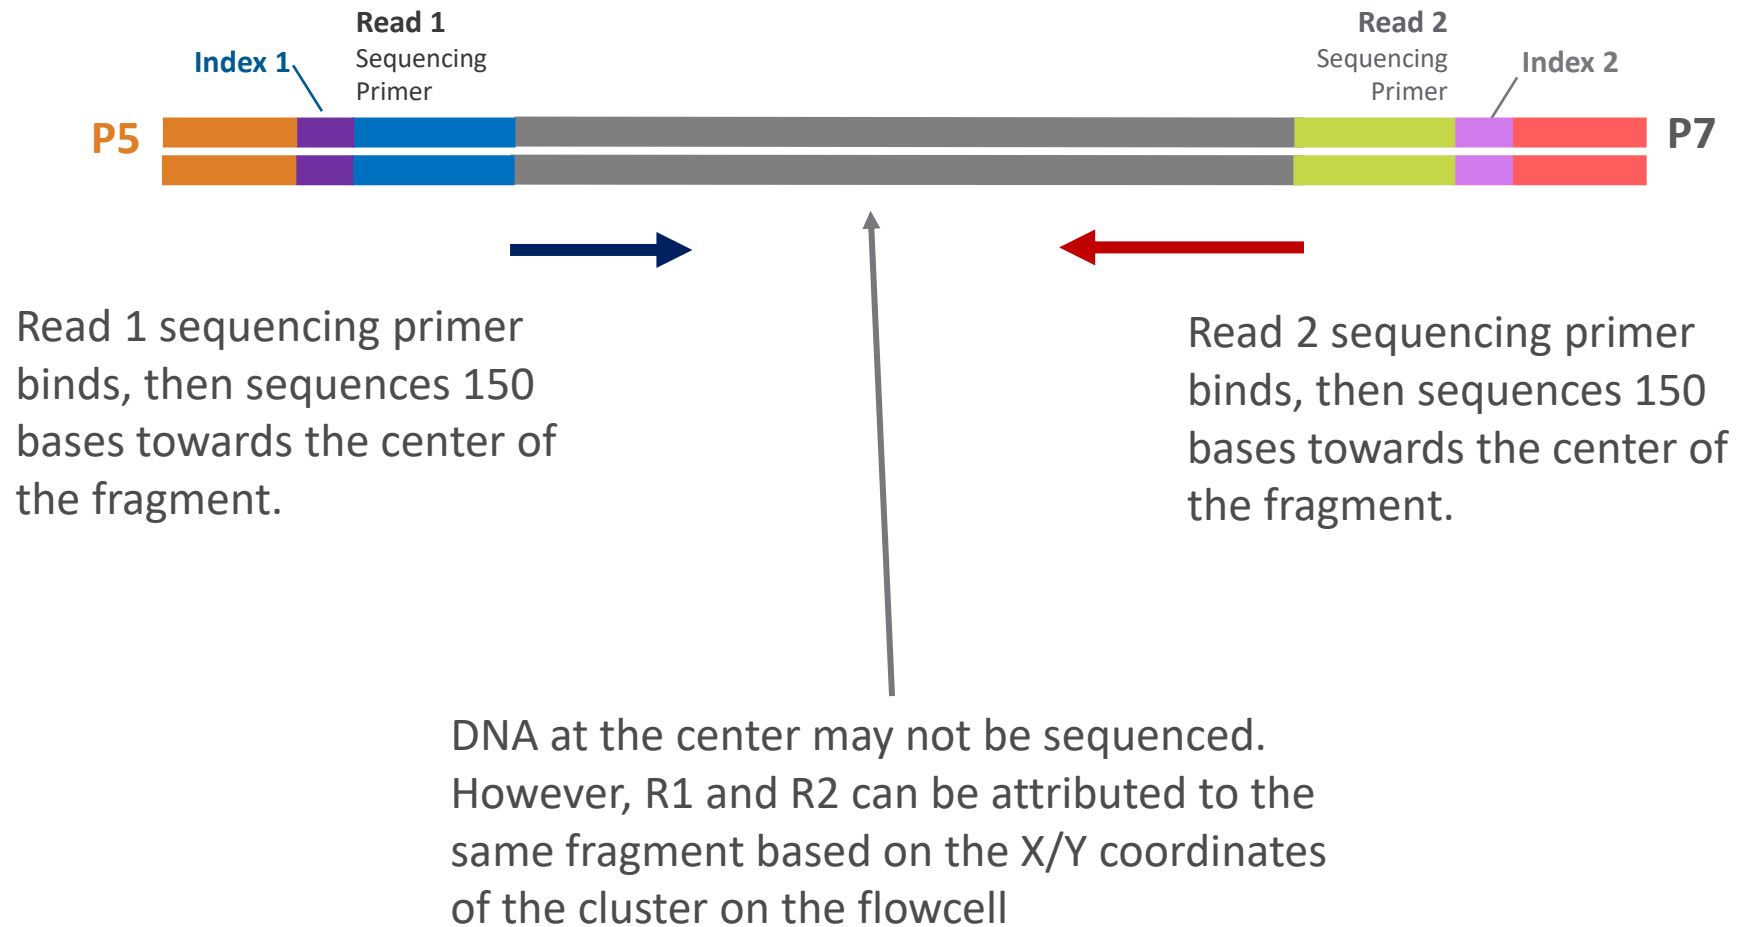 Read 1
Sequencing
Primer
Index 1
Read 2
Sequencing
Primer
Index 2
P5
P7
Read 1 sequencing primer
binds, then sequences 150
bases towards the center of
the fragment.
Read 2 sequencing primer
binds, then sequences 150
bases towards the center of
the fragment.
DNA at the center may not be sequenced.
However, R1 and R2 can be attributed to the
same fragment based on the X/Y coordinates
of the cluster on the flowcell